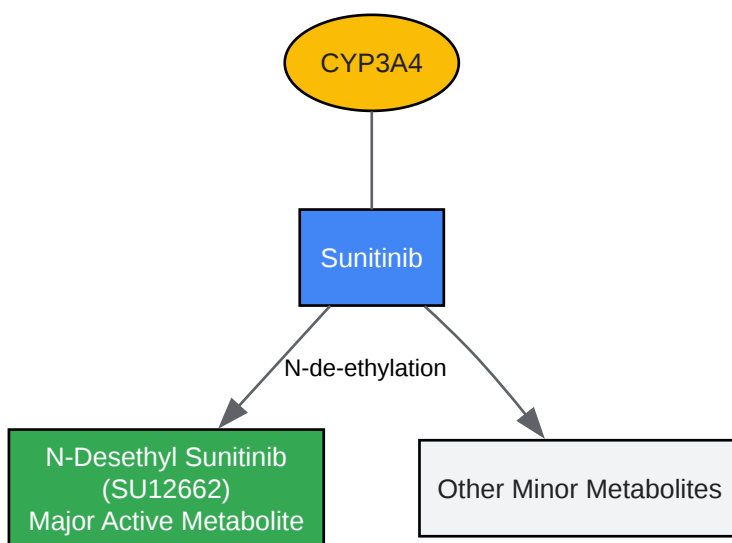 CYP3A4
Sunitinib
N-de-ethylation
N-Desethyl Sunitinib
(SU12662)
Major Active Metabolite
Other Minor Metabolites